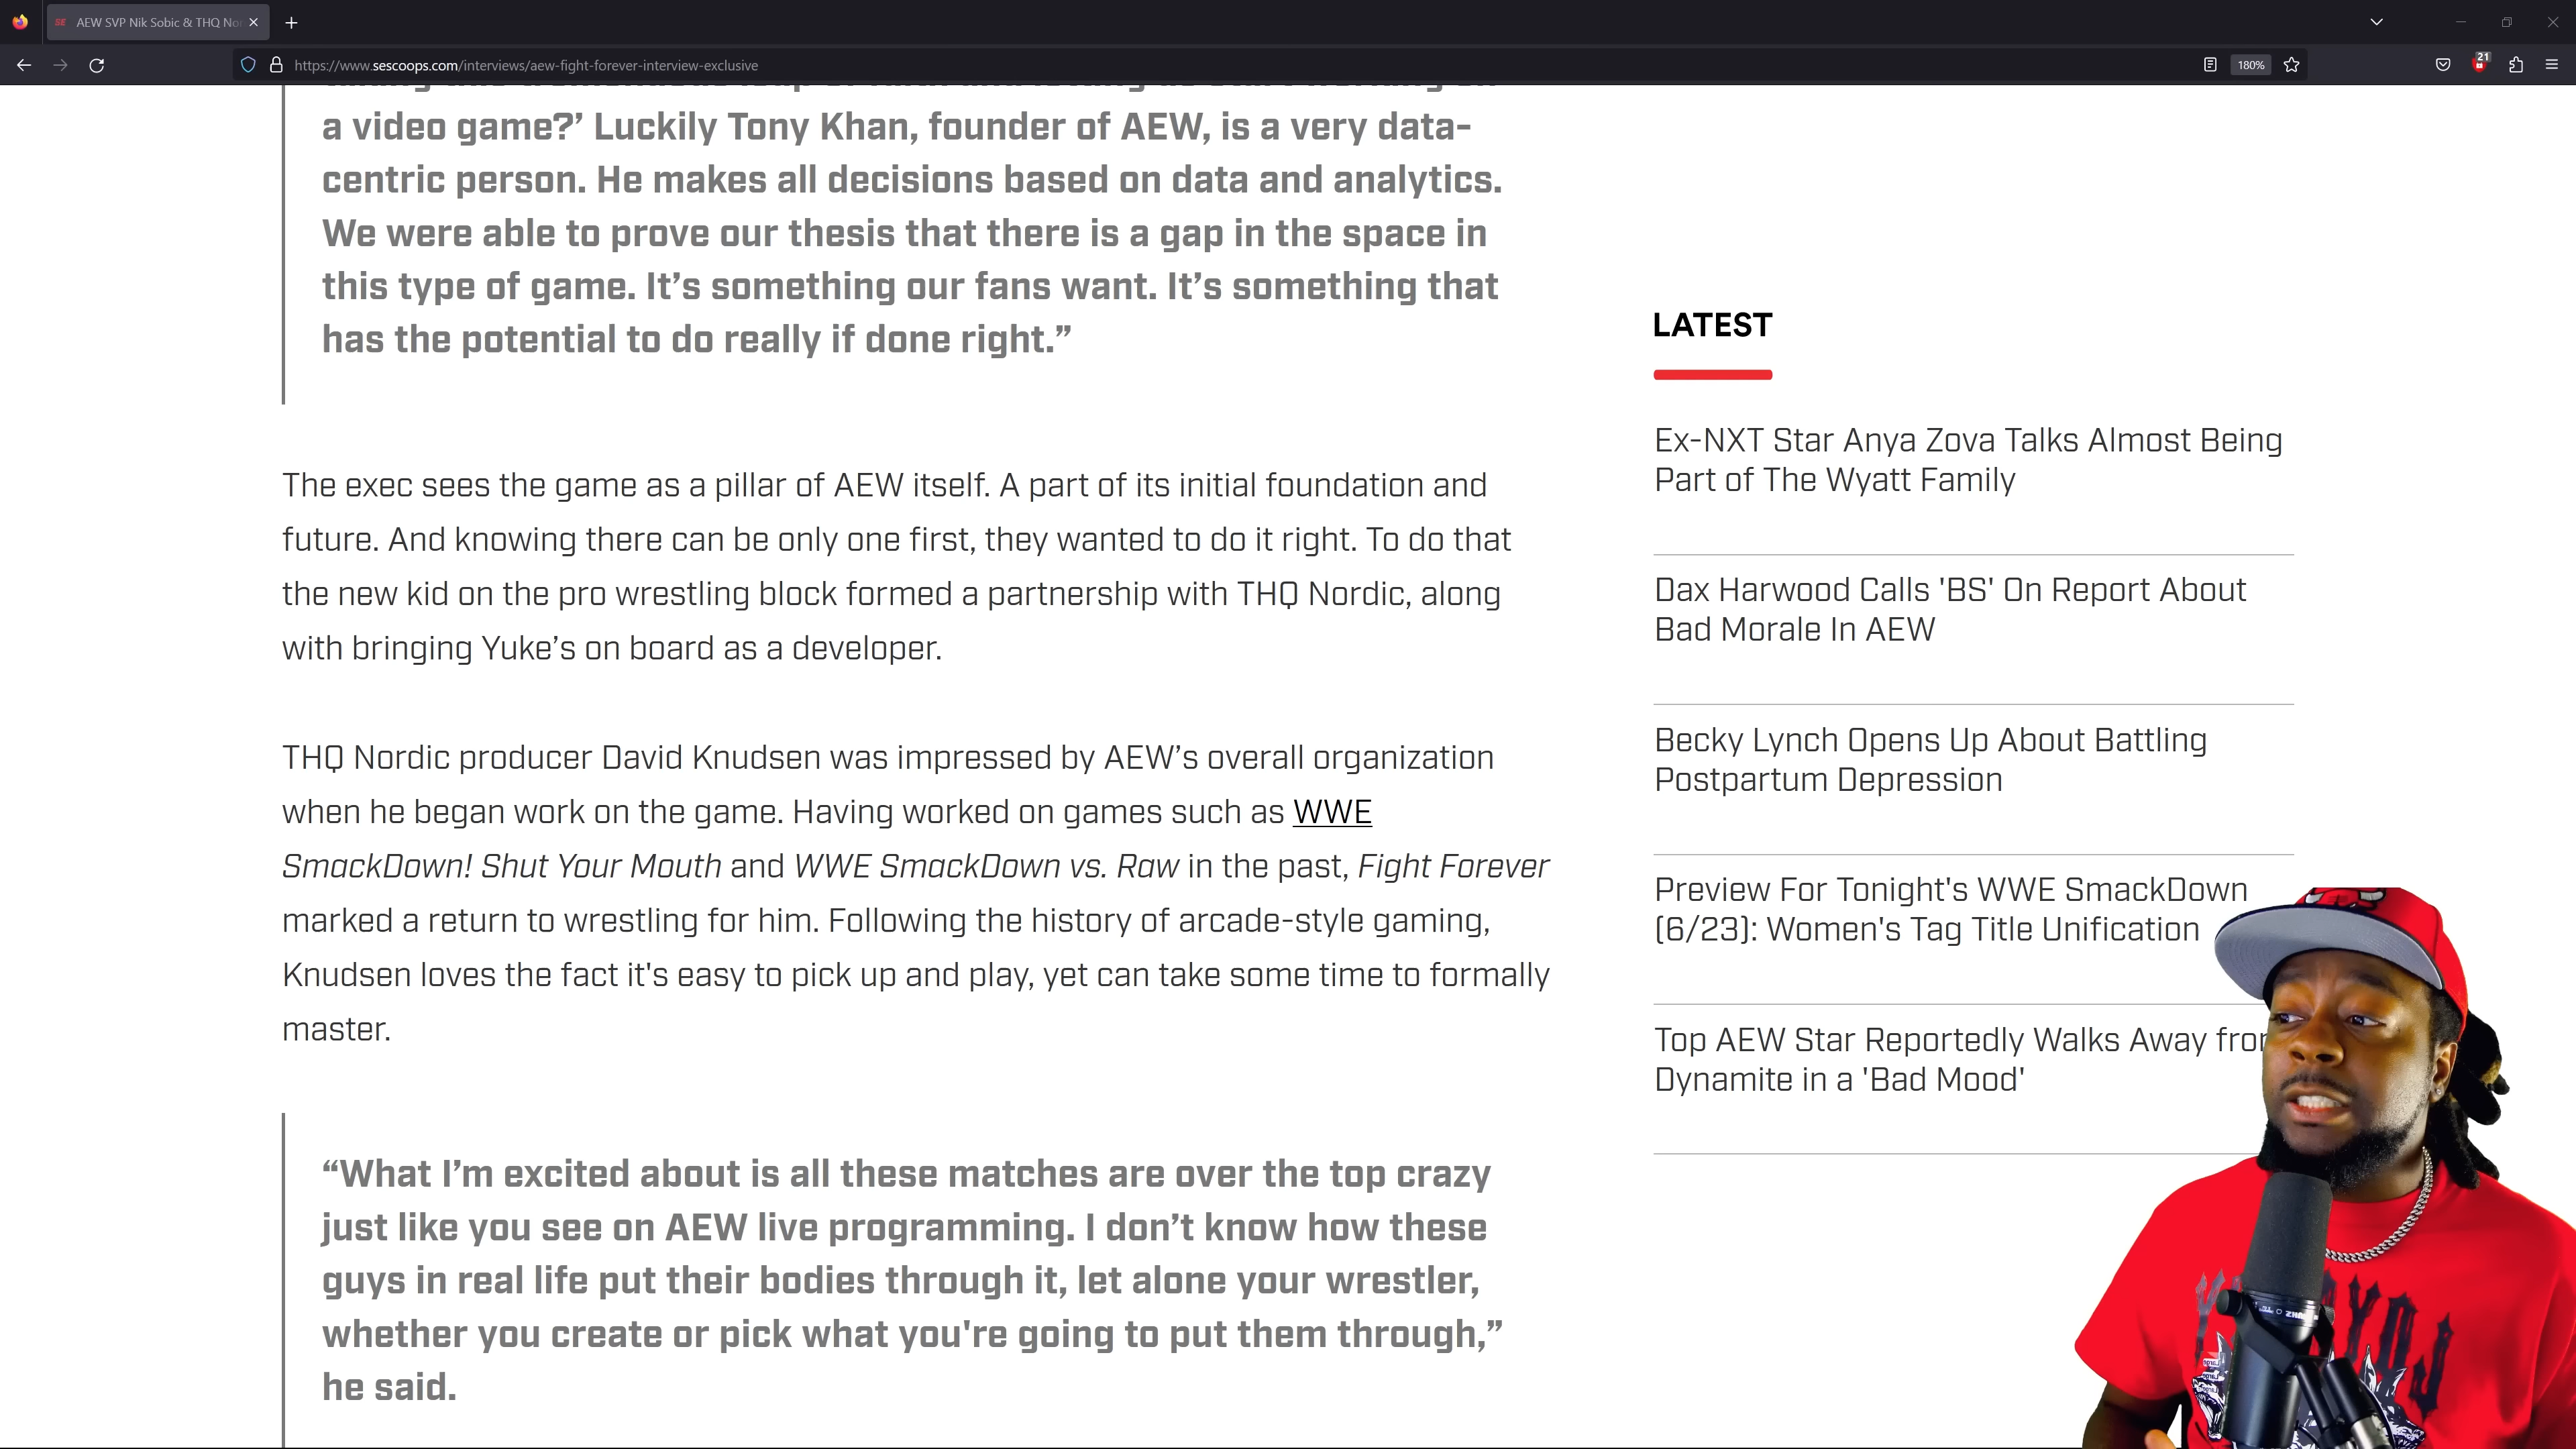 SE AEW SVP Nik Sobic & THQ Nor
https://www.sescoops.com/interviews/aew-fight-forever-interview-exclusive
180%
21
a video game?’ Luckily Tony Khan, founder of AEW, is a very data-
centric person. He makes all decisions based on data and analytics.
We were able to prove our thesis that there is a gap in the space in
this type of game. It’s something our fans want. It’s something that
has the potential to do really if done right.”
The exec sees the game as a pillar of AEW itself. A part of its initial foundation and
future. And knowing there can be only one first, they wanted to do it right. To do that
the new kid on the pro wrestling block formed a partnership with THQ Nordic, along
with bringing Yuke’s on board as a developer.
THQ Nordic producer David Knudsen was impressed by AEW’s overall organization
when he began work on the game. Having worked on games such as WWE
SmackDown! Shut Your Mouth and WWE SmackDown vs. Raw in the past, Fight Forever
marked a return to wrestling for him. Following the history of arcade-style gaming,
Knudsen loves the fact it's easy to pick up and play, yet can take some time to formally
master.
“What I’m excited about is all these matches are over the top crazy
just like you see on AEW live programming. I don’t know how these
guys in real life put their bodies through it, let alone your wrestler,
whether you create or pick what you're going to put them through,”
he said.
LATEST
Ex-NXT Star Anya Zova Talks Almost Being
Part of The Wyatt Family
Dax Harwood Calls 'BS' On Report About
Bad Morale In AEW
Becky Lynch Opens Up About Battling
Postpartum Depression
Preview For Tonight's WWE SmackDown
(6/23): Women's Tag Title Unification
Top AEW Star Reportedly Walks Away from
Dynamite in a 'Bad Mood'